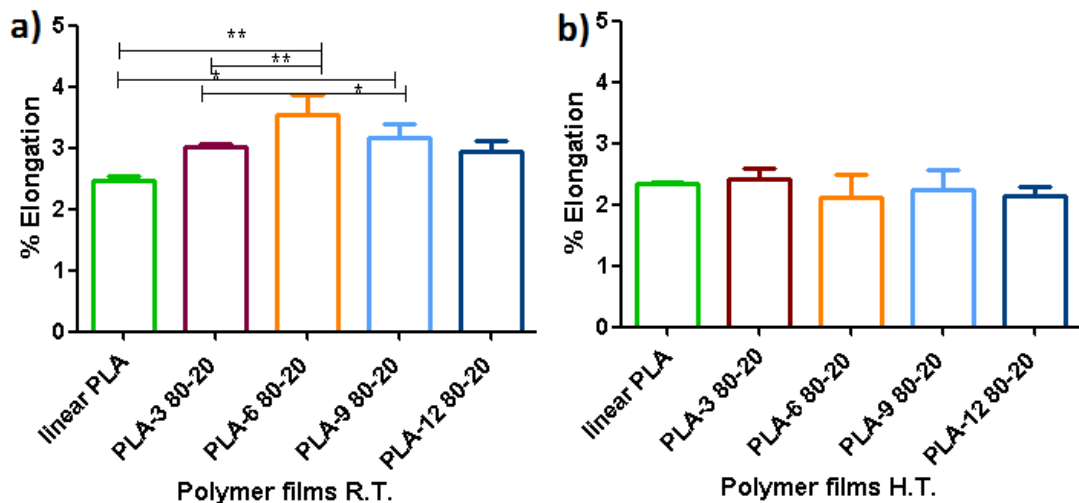 a)
% Elongation
5
4
3
2
1
0
**
**
*
*
linear PLA
PLA-3 80-20
PLA-6 80-20
PLA-9 80-20
PLA-12 80-20
Polymer films R.T.
b)
% Elongation
5
4
3
2
1
0
linear PLA
PLA-3 80-20
PLA-6 80-20
PLA-9 80-20
PLA-12 80-20
Polymer films H.T.